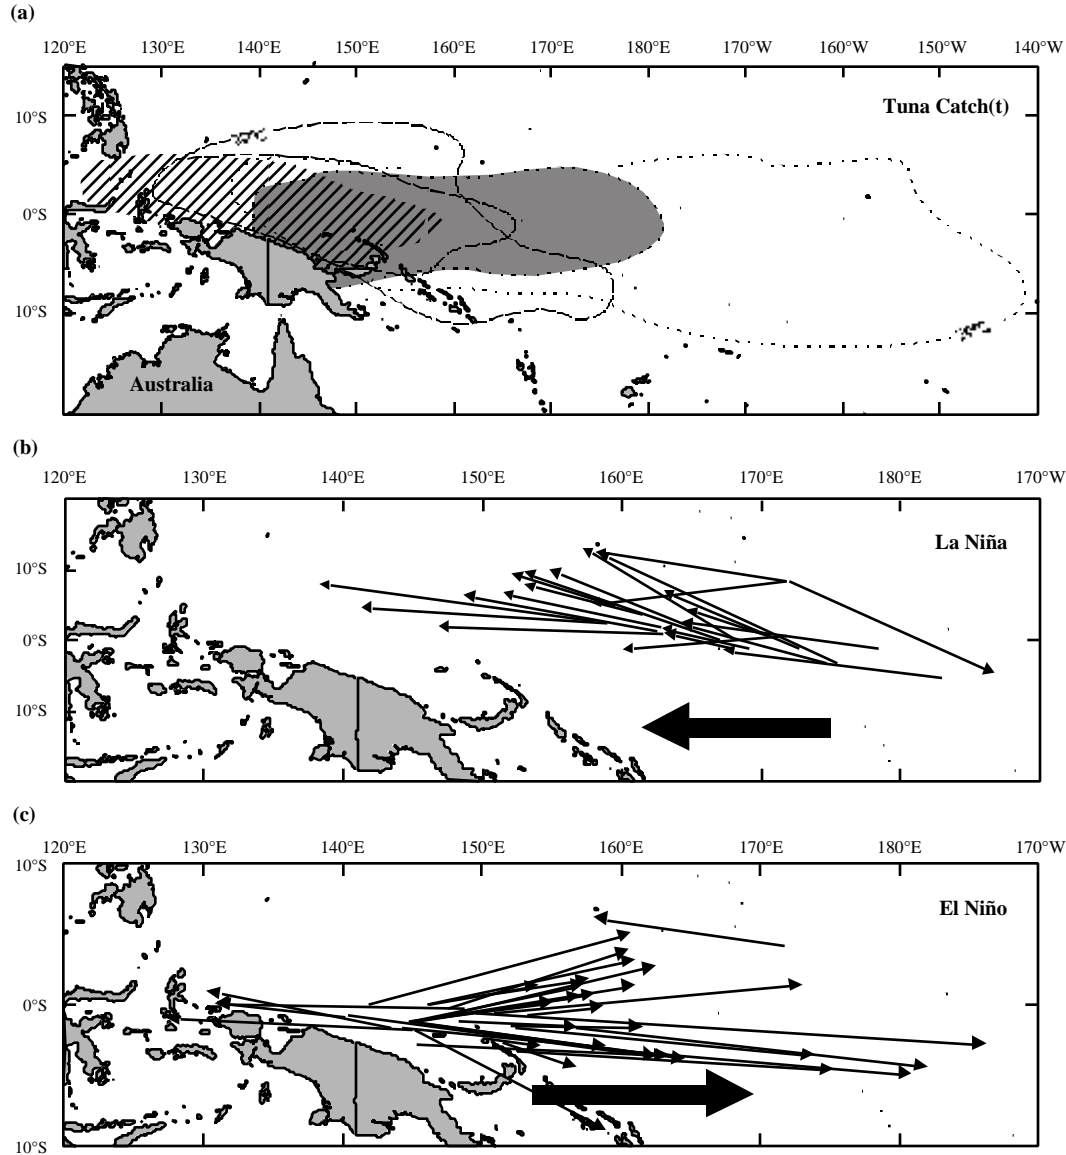 (a)
120°E 130°E 140°E 150°E 160°E 170°E 180°E 170°W 160°W 150°W 140°W
10°S
Tuna Catch(t)
0°S
10°S
Australia
(b)
120°E 130°E 140°E 150°E 160°E 170°E 180°E 170°W
La Niña
10°S
0°S
10°S
(c)
120°E 130°E 140°E 150°E 160°E 170°E 180°E 170°W
10°S
El Niño
0°S
10°S